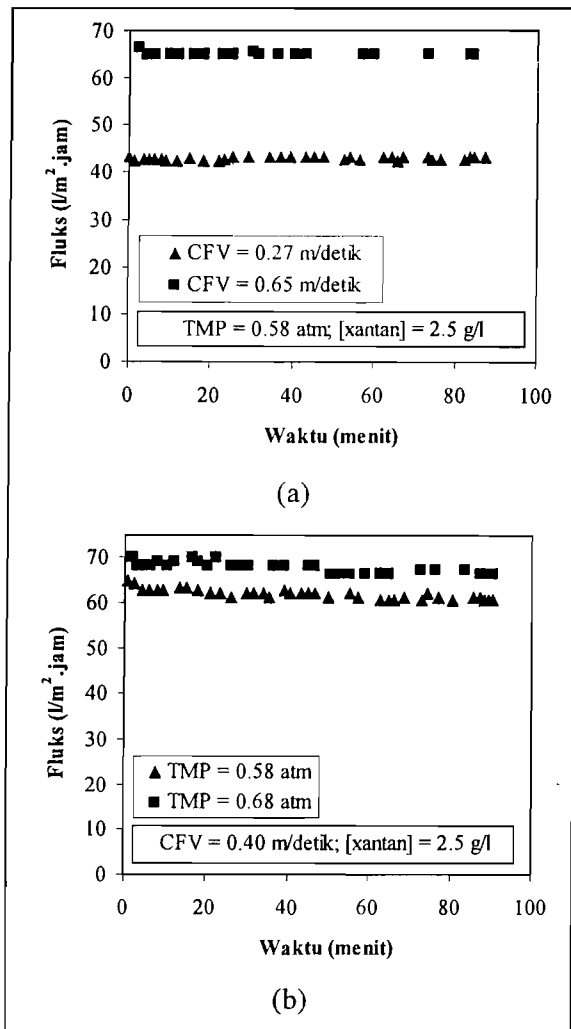 70
60
50
40
30
20
10
0
Fluks (l/m².jam)
▲ CFV = 0.27 m/detik
■ CFV = 0.65 m/detik
TMP = 0.58 atm; [xantan] = 2.5 g/l
0 20 40 60 80 100
Waktu (menit)
(a)
70
60
50
40
30
20
10
0
Fluks (l/m².jam)
▲ TMP = 0.58 atm
■ TMP = 0.68 atm
CFV = 0.40 m/detik; [xantan] = 2.5 g/l
0 20 40 60 80 100
Waktu (menit)
(b)